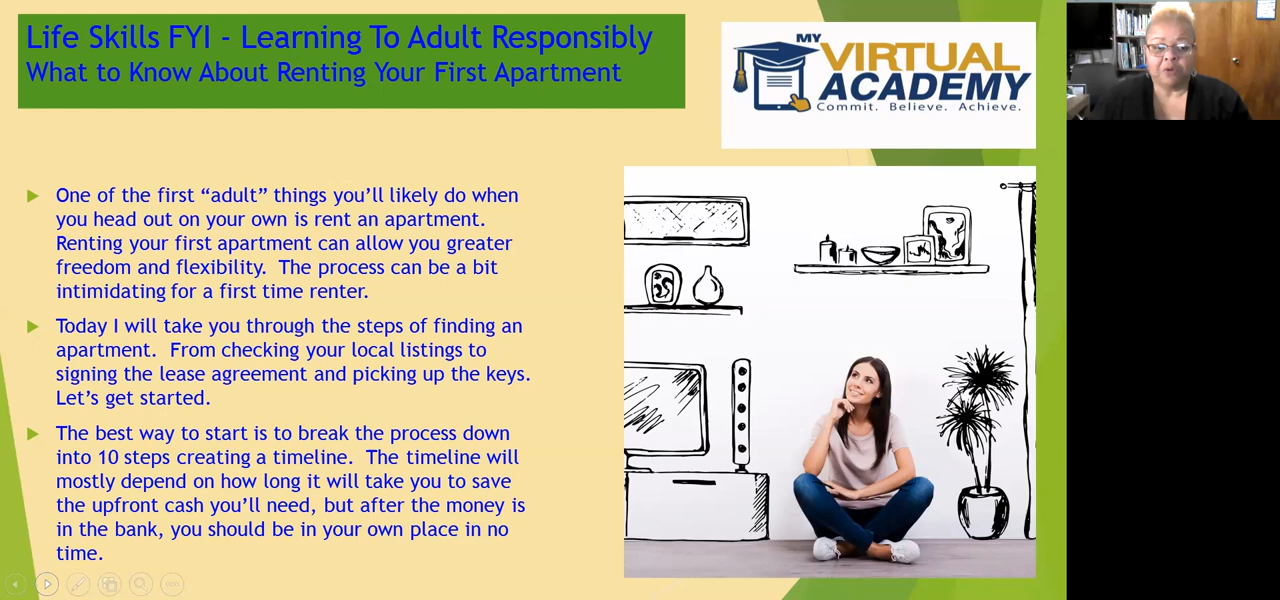 Life Skills FYI - Learning To Adult Responsibly
What to Know About Renting Your First Apartment
MY
VIRTUAL
ACADEMY
Commit. Believe. Achieve.
One of the first “adult” things you’ll likely do when
you head out on your own is rent an apartment.
Renting your first apartment can allow you greater
freedom and flexibility.  The process can be a bit
intimidating for a first time renter.
Today I will take you through the steps of finding an
apartment.  From checking your local listings to
signing the lease agreement and picking up the keys.
Let’s get started.
The best way to start is to break the process down
into 10 steps creating a timeline.  The timeline will
mostly depend on how long it will take you to save
the upfront cash you’ll need, but after the money is
in the bank, you should be in your own place in no
time.